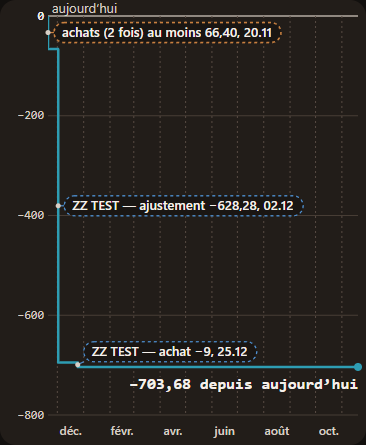 aujourd'hui
0
achats (2 fois) au moins 66,40, 20.11
−200
ZZ TEST — ajustement −628,28, 02.12
−400
−600
ZZ TEST — achat −9, 25.12
−703,68 depuis aujourd'hui
−800
déc. févr. avr. juin août oct.